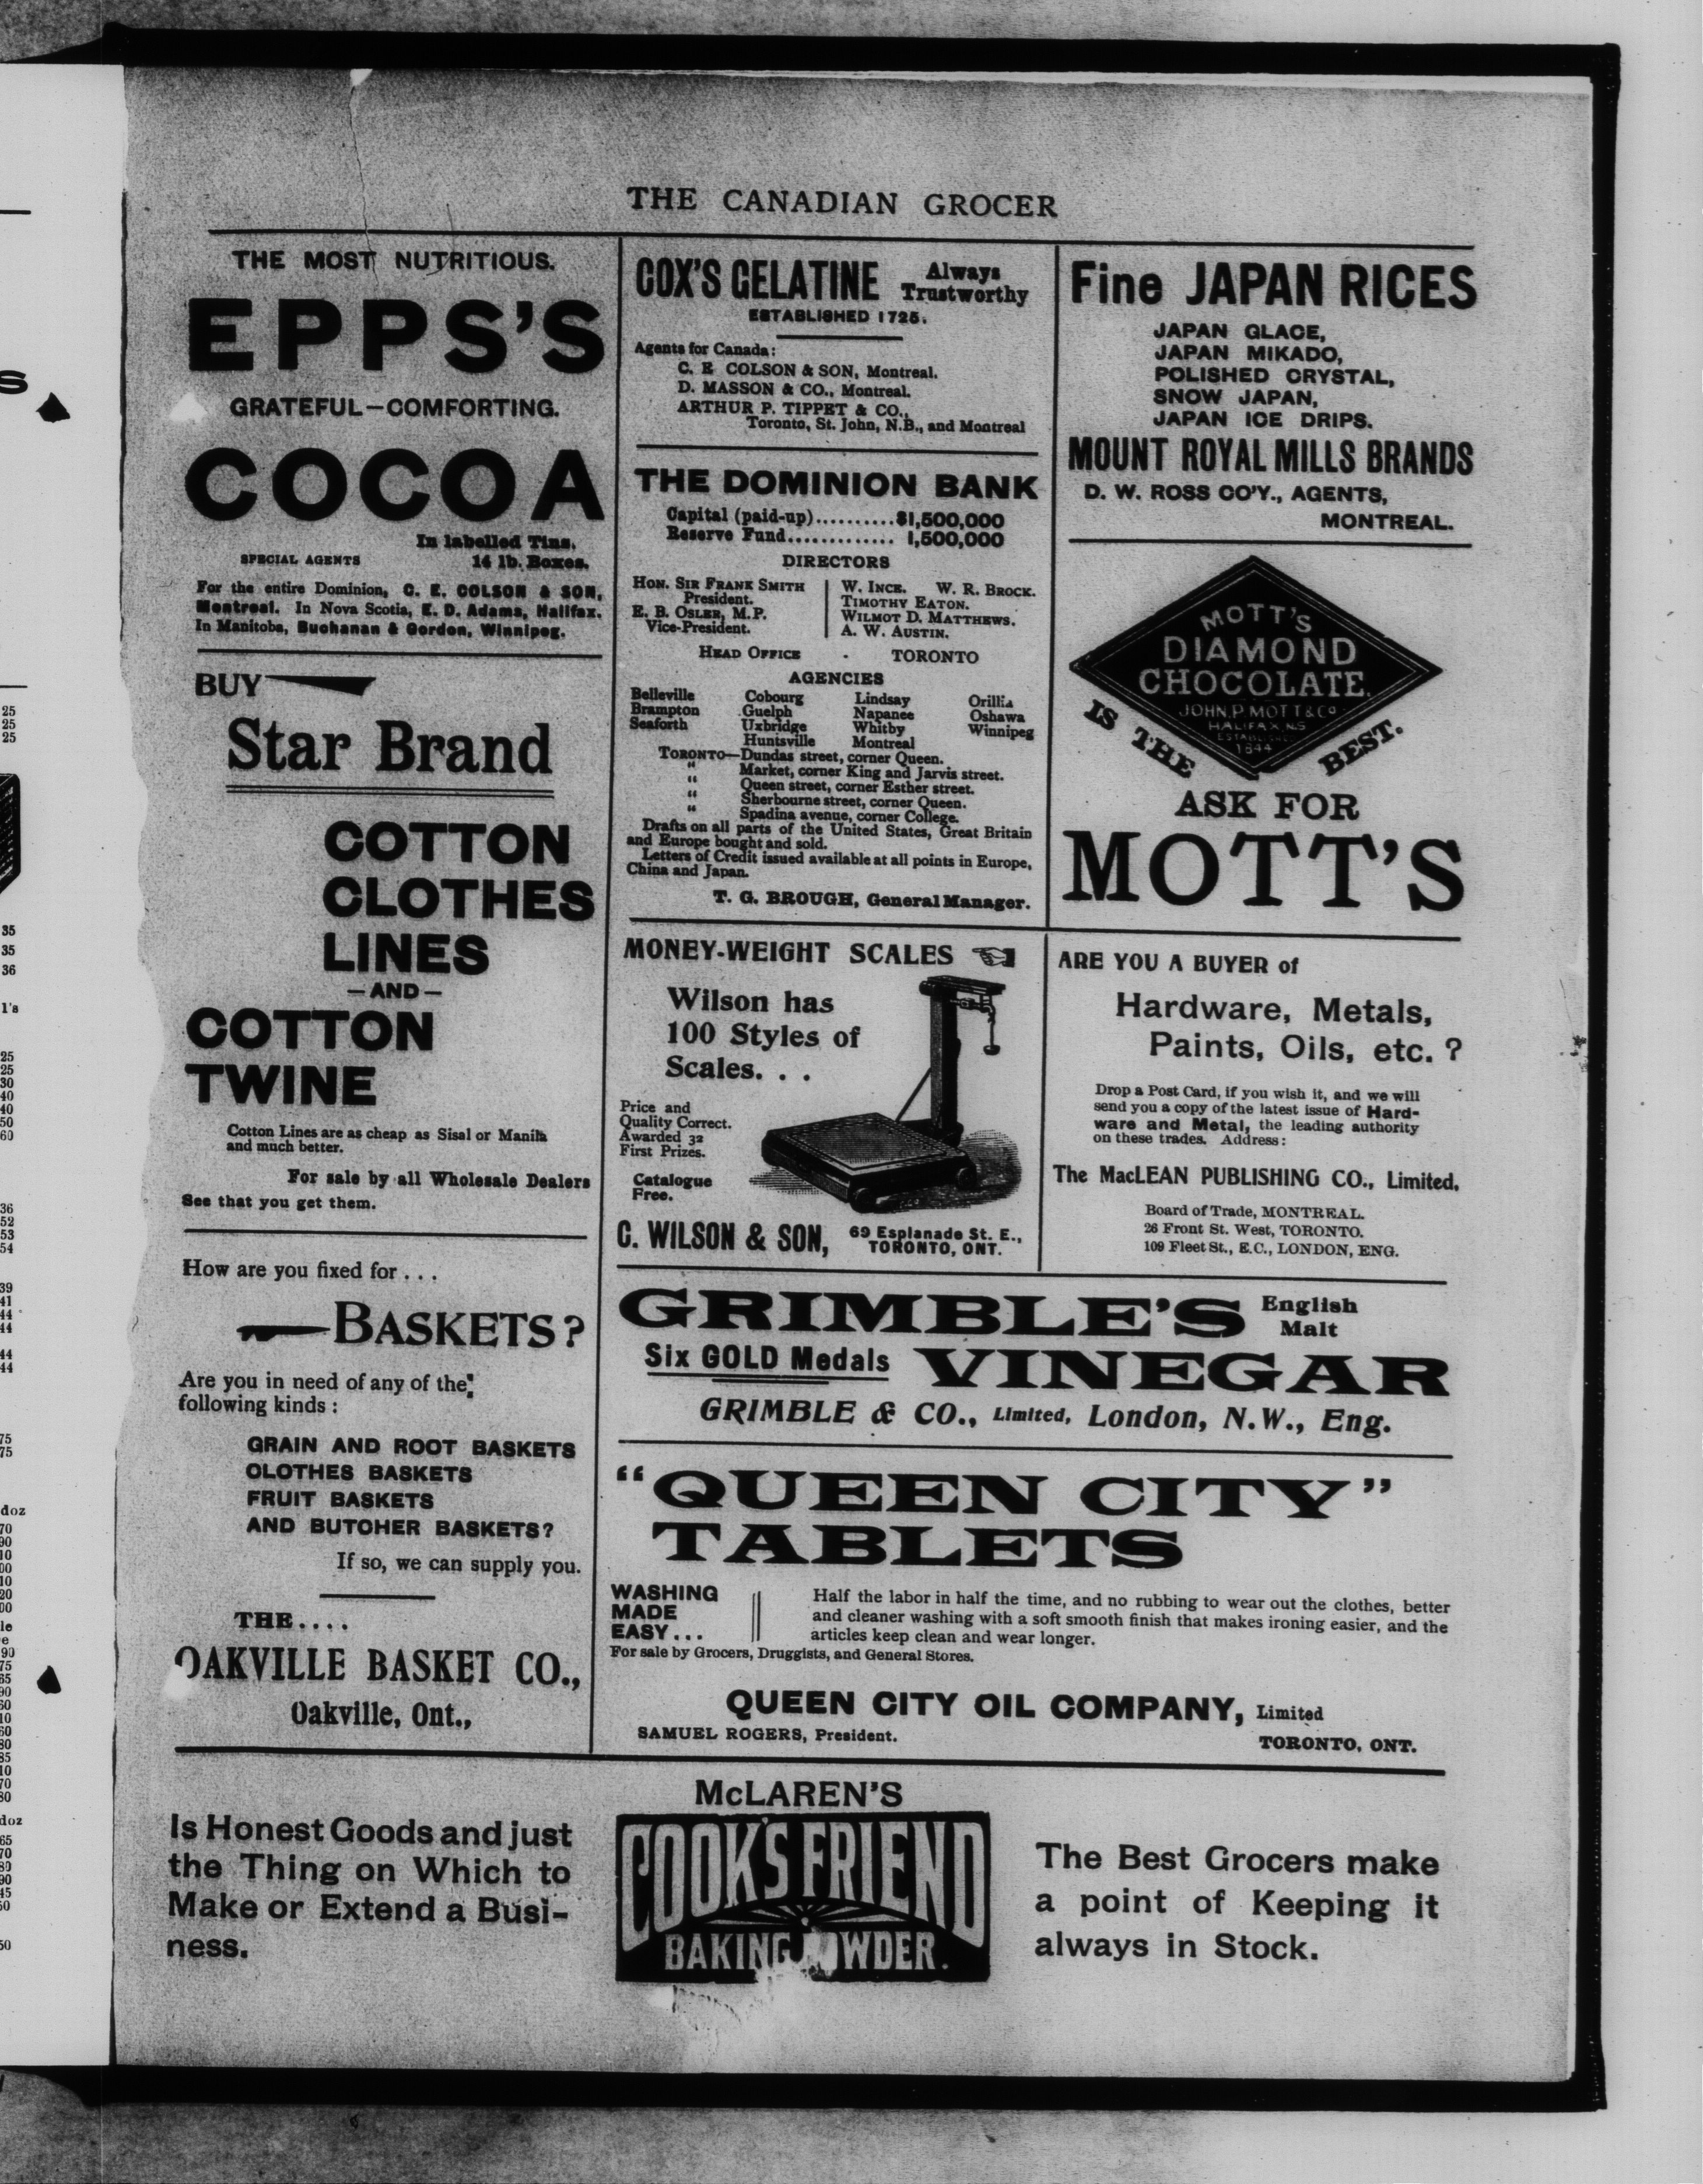 THE CANADIAN GROCER
THE MOST NUTRITIOUS.
EPPS'S
GRATEFUL—COMFORTING.
COCOA
In labelled Tins.
SPECIAL AGENTS 14 lb. Boxes.
For the entire Dominion, C. E. COLSON & SON,
Montreal. In Nova Scotia, E. D. Adams, Halifax.
In Manitoba, Buchanan & Gordon, Winnipeg.
BUY
Star Brand
COTTON
CLOTHES
LINES
—AND—
COTTON
TWINE
Cotton Lines are as cheap as Sisal or Manila
and much better.
For sale by all Wholesale Dealers
See that you get them.
How are you fixed for . . .
BASKETS?
Are you in need of any of the
following kinds:
GRAIN AND ROOT BASKETS
CLOTHES BASKETS
FRUIT BASKETS
AND BUTCHER BASKETS?
If so, we can supply you.
THE....
OAKVILLE BASKET CO.,
Oakville, Ont.,
COX'S GELATINE Always
Trustworthy
ESTABLISHED 1725.
Agents for Canada:
C. E. COLSON & SON, Montreal.
D. MASSON & CO., Montreal.
ARTHUR P. TIPPET & CO.,
Toronto, St. John, N.B., and Montreal
THE DOMINION BANK
Capital (paid-up)..........$1,500,000
Reserve Fund............. 1,500,000
DIRECTORS
HON. SIR FRANK SMITH
President.
E. B. OSLER, M.P.
Vice-President.
W. INCE. W. R. BROCK.
TIMOTHY EATON.
WILMOT D. MATTHEWS.
A. W. AUSTIN.
HEAD OFFICE - TORONTO
AGENCIES
Belleville Cobourg Lindsay Orillia
Brampton Guelph Napanee Oshawa
Seaforth Uxbridge Whitby Winnipeg
Huntsville Montreal
TORONTO—Dundas street, corner Queen.
" Market, corner King and Jarvis street.
" Queen street, corner Esther street.
" Sherbourne street, corner Queen.
" Spadina avenue, corner College.
Drafts on all parts of the United States, Great Britain
and Europe bought and sold.
Letters of Credit issued available at all points in Europe,
China and Japan.
T. G. BROUGH, General Manager.
Fine JAPAN RICES
JAPAN GLACE,
JAPAN MIKADO,
POLISHED CRYSTAL,
SNOW JAPAN,
JAPAN ICE DRIPS.
MOUNT ROYAL MILLS BRANDS
D. W. ROSS CO'Y., AGENTS,
MONTREAL.
MOTT'S
DIAMOND
CHOCOLATE.
JOHN P. MOTT & Co.
HALIFAX N.S
ESTABLISHED
1844
IS THE BEST.
ASK FOR
MOTT'S
MONEY-WEIGHT SCALES
Wilson has
100 Styles of
Scales. . .
Price and
Quality Correct.
Awarded 32
First Prizes.
Catalogue
Free.
C. WILSON & SON, 69 Esplanade St. E.,
TORONTO, ONT.
ARE YOU A BUYER of
Hardware, Metals,
Paints, Oils, etc. ?
Drop a Post Card, if you wish it, and we will
send you a copy of the latest issue of Hard-
ware and Metal, the leading authority
on these trades. Address:
The MacLEAN PUBLISHING CO., Limited.
Board of Trade, MONTREAL.
26 Front St. West, TORONTO.
109 Fleet St., E.C., LONDON, ENG.
GRIMBLE'S English
Malt
Six GOLD Medals VINEGAR
GRIMBLE & CO., Limited, London, N.W., Eng.
"QUEEN CITY"
TABLETS
WASHING
MADE
EASY...
Half the labor in half the time, and no rubbing to wear out the clothes, better
and cleaner washing with a soft smooth finish that makes ironing easier, and the
articles keep clean and wear longer.
For sale by Grocers, Druggists, and General Stores.
QUEEN CITY OIL COMPANY, Limited
SAMUEL ROGERS, President.
TORONTO, ONT.
Is Honest Goods and just
the Thing on Which to
Make or Extend a Busi-
ness.
McLAREN'S
COOK'S FRIEND
BAKING POWDER.
The Best Grocers make
a point of Keeping it
always in Stock.